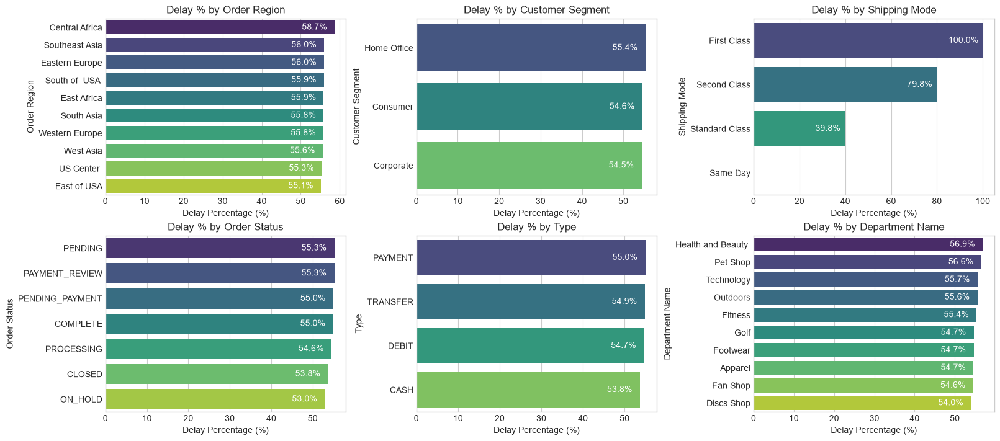 Delay % by Order Region
Order Region
Central Africa 58.7%
Southeast Asia 56.0%
Eastern Europe 56.0%
South of  USA 55.9%
East Africa 55.9%
South Asia 55.8%
Western Europe 55.8%
West Asia 55.6%
US Center 55.3%
East of USA 55.1%
0 10 20 30 40 50 60
Delay Percentage (%)
Delay % by Customer Segment
Customer Segment
Home Office 55.4%
Consumer 54.6%
Corporate 54.5%
0 10 20 30 40 50
Delay Percentage (%)
Delay % by Shipping Mode
Shipping Mode
First Class 100.0%
Second Class 79.8%
Standard Class 39.8%
Same Day
0 20 40 60 80 100
Delay Percentage (%)
Delay % by Order Status
Order Status
PENDING 55.3%
PAYMENT_REVIEW 55.3%
PENDING_PAYMENT 55.0%
COMPLETE 55.0%
PROCESSING 54.6%
CLOSED 53.8%
ON_HOLD 53.0%
0 10 20 30 40 50
Delay Percentage (%)
Delay % by Type
Type
PAYMENT 55.0%
TRANSFER 54.9%
DEBIT 54.7%
CASH 53.8%
0 10 20 30 40 50
Delay Percentage (%)
Delay % by Department Name
Department Name
Health and Beauty 56.9%
Pet Shop 56.6%
Technology 55.7%
Outdoors 55.6%
Fitness 55.4%
Golf 54.7%
Footwear 54.7%
Apparel 54.7%
Fan Shop 54.6%
Discs Shop 54.0%
0 10 20 30 40 50
Delay Percentage (%)